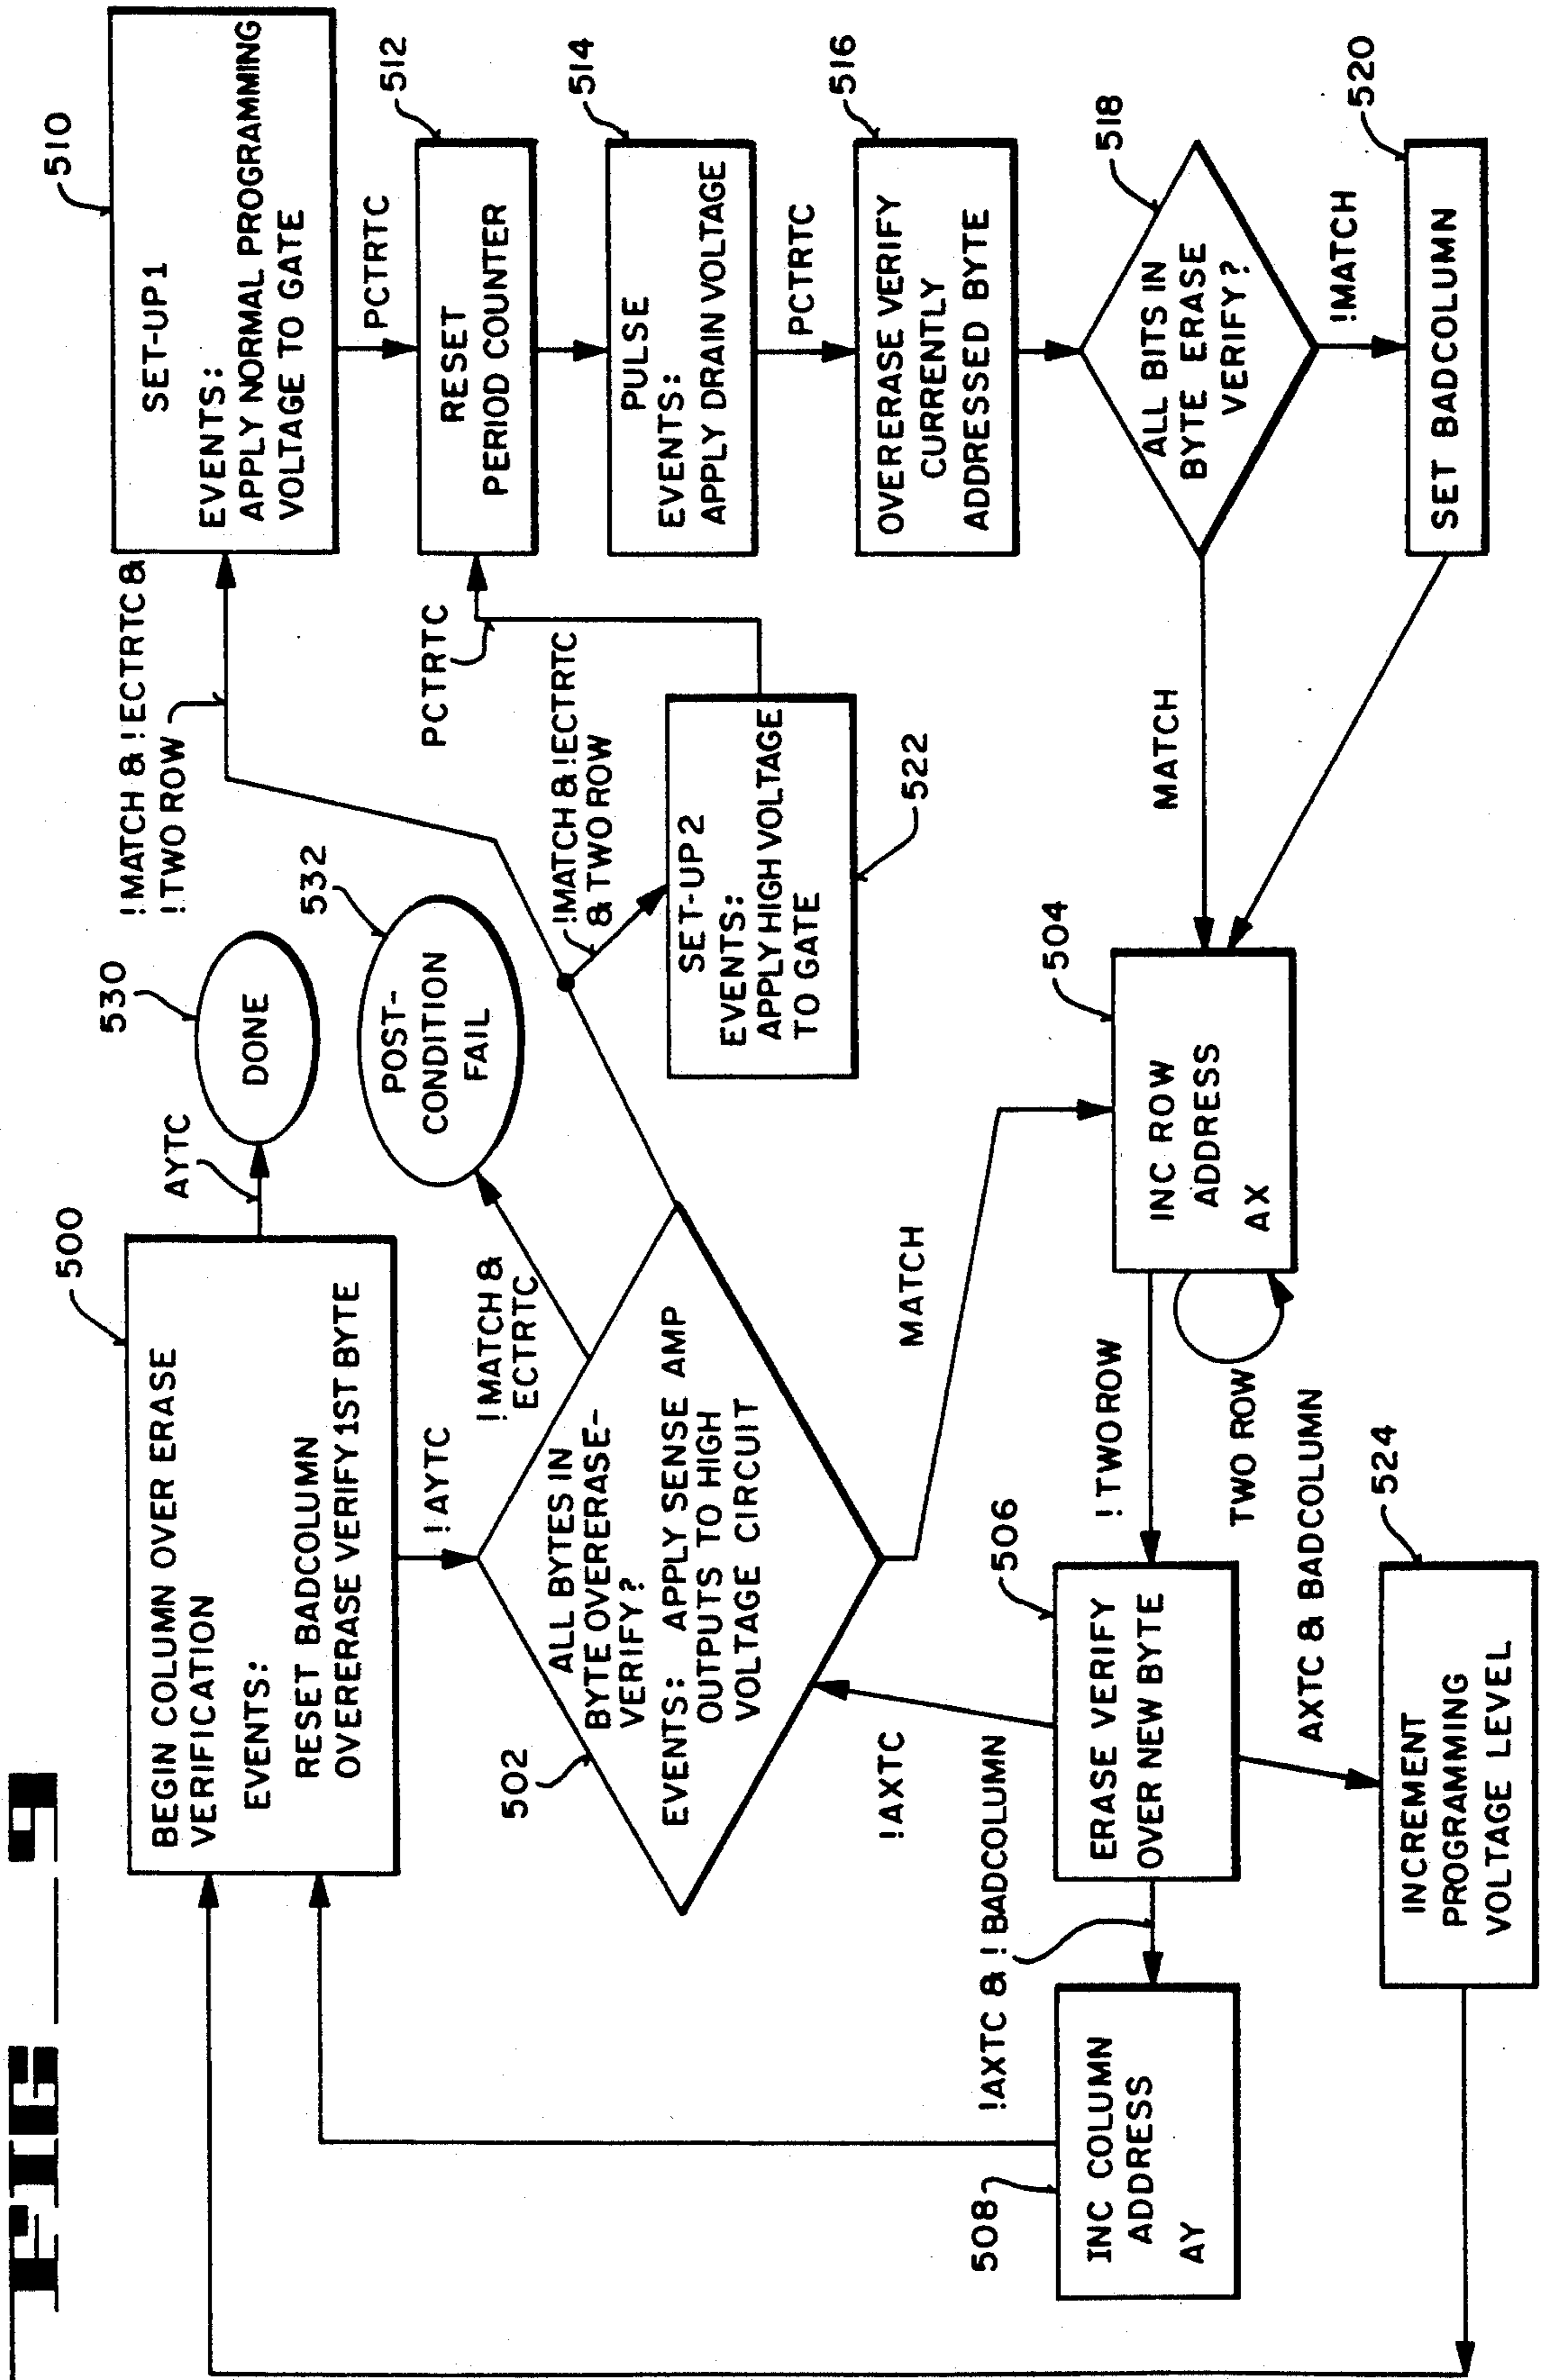 FIG 9
500
BEGIN COLUMN OVER ERASE
VERIFICATION
EVENTS:
RESET BADCOLUMN
OVERERASE VERIFY 1ST BYTE
AYTC
530
DONE
!AYTC
502
ALL BYTES IN
BYTE OVERERASE-
VERIFY?
EVENTS: APPLY SENSE AMP
OUTPUTS TO HIGH
VOLTAGE CIRCUIT
!MATCH &
ECTRTC
532
POST-
CONDITION
FAIL
!MATCH & !ECTRTC &
!TWO ROW
510
SET-UP1
EVENTS:
APPLY NORMAL PROGRAMMING
VOLTAGE TO GATE
PCTRTC
512
RESET
PERIOD COUNTER
514
PULSE
EVENTS:
APPLY DRAIN VOLTAGE
PCTRTC
516
OVERERASE VERIFY
CURRENTLY
ADDRESSED BYTE
518
ALL BITS IN
BYTE ERASE
VERIFY?
!MATCH
520
SET BADCOLUMN
PCTRTC
!MATCH & !ECTRTC
& TWO ROW
SET-UP 2
EVENTS:
APPLY HIGH VOLTAGE
TO GATE
522
MATCH
MATCH
504
INC ROW
ADDRESS
AX
!TWO ROW
TWO ROW
506
ERASE VERIFY
OVER NEW BYTE
!AXTC
!AXTC & !BADCOLUMN
AXTC & BADCOLUMN
508
INC COLUMN
ADDRESS
AY
524
INCREMENT
PROGRAMMING
VOLTAGE LEVEL